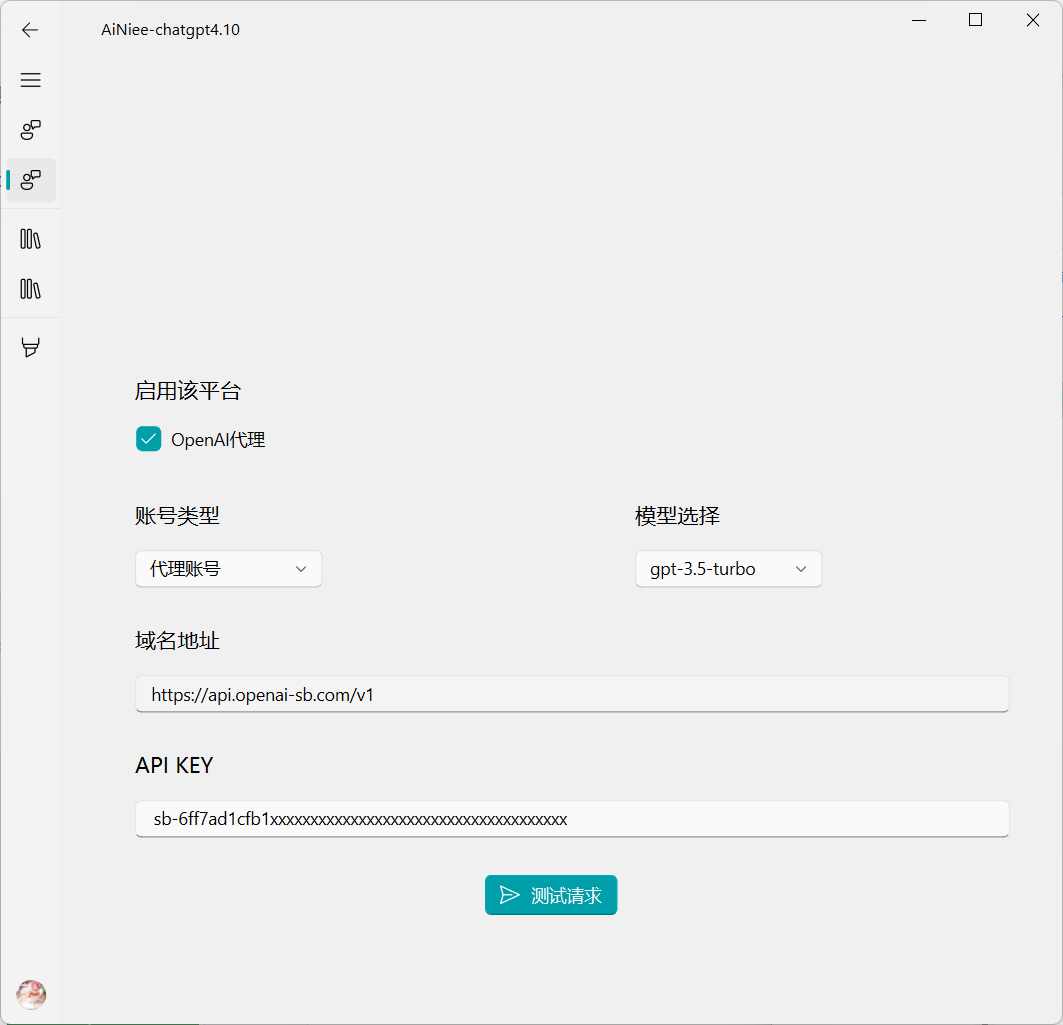 AiNiee-chatgpt4.10
启用该平台
OpenAI代理
账号类型
模型选择
代理账号
gpt-3.5-turbo
域名地址
https://api.openai-sb.com/v1
API KEY
sb-6ff7ad1cfb1xxxxxxxxxxxxxxxxxxxxxxxxxxxxxxxxxxxxx
测试请求